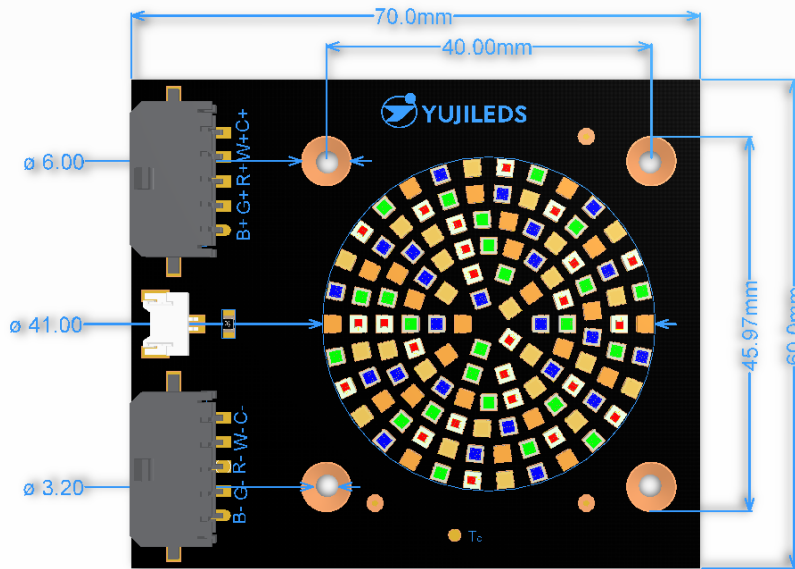 70.0mm
40.00mm
YUJILEDS
B+ G+ R+ W+ C+
ø 6.00
ø 41.00
45.97mm
60.0mm
B- G- R- W- C-
ø 3.20
Tc